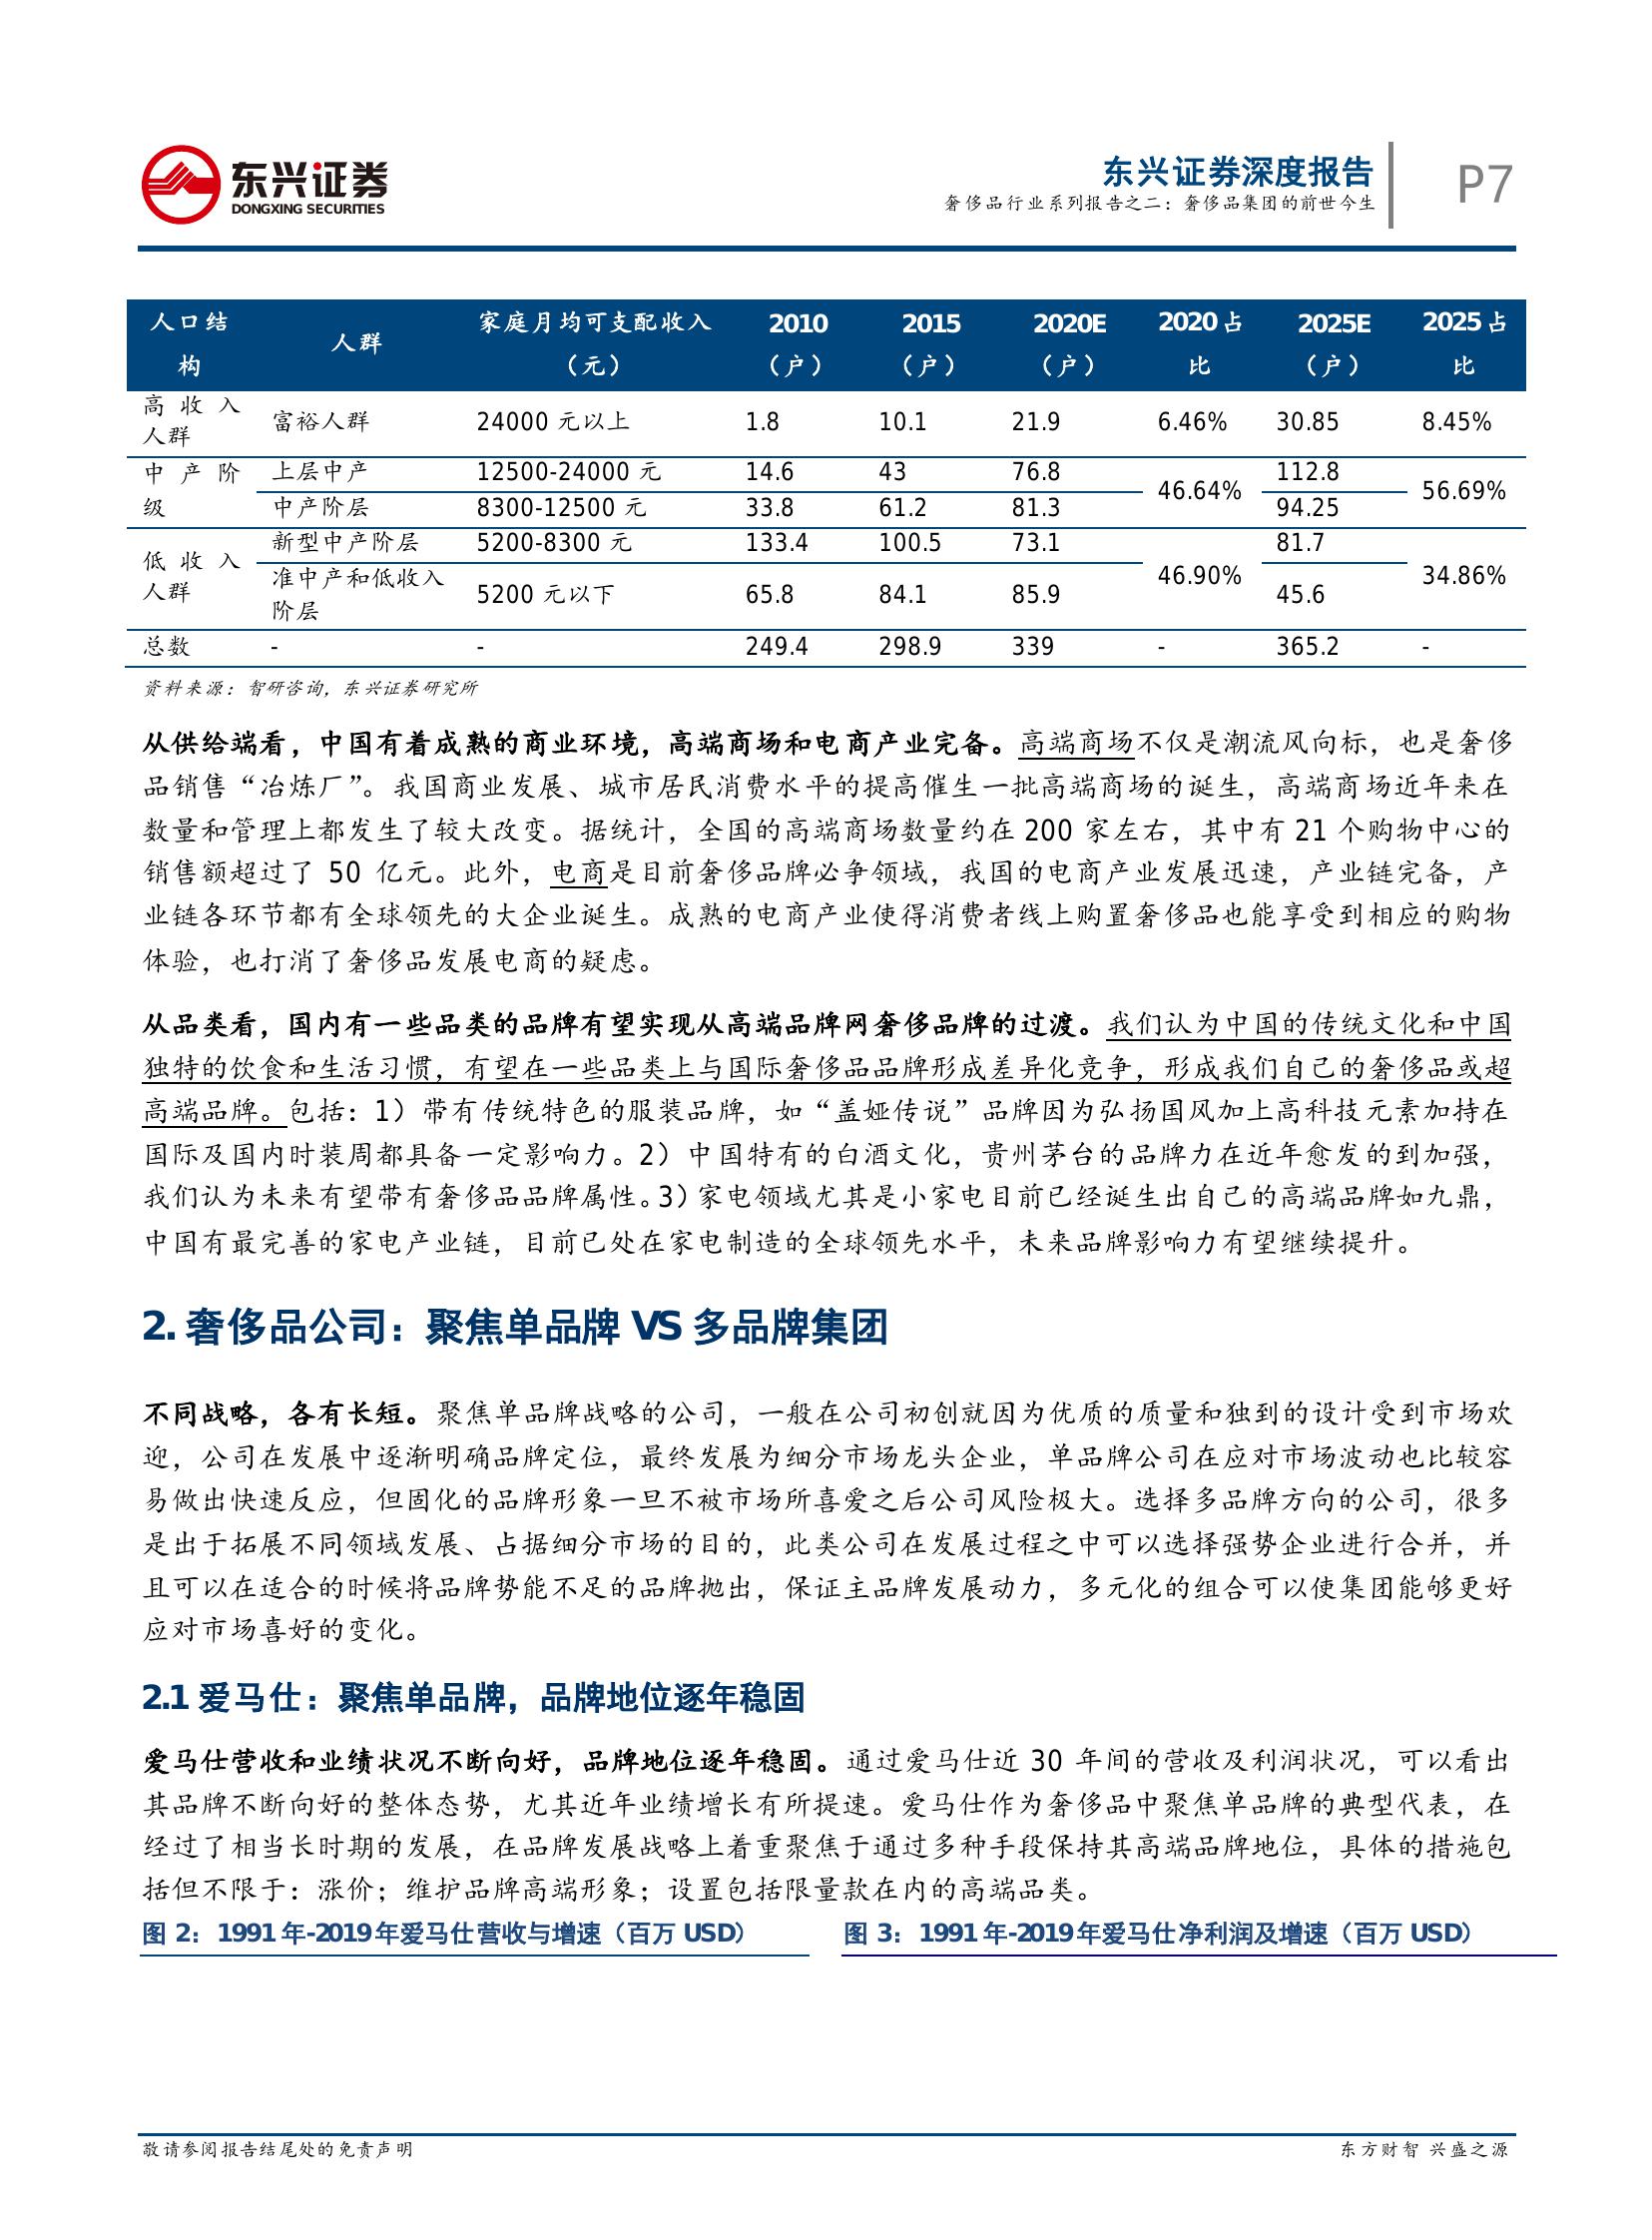 东兴证券
DONGXING SECURITIES
东兴证券深度报告
奢侈品行业系列报告之二：奢侈品集团的前世今生
P7
人口结构 人群 家庭月均可支配收入（元） 2010（户） 2015（户） 2020E（户） 2020占比 2025E（户） 2025占比
高收入人群 富裕人群 24000 元以上 1.8 10.1 21.9 6.46% 30.85 8.45%
中产阶级 上层中产 12500-24000 元 14.6 43 76.8 46.64% 112.8 56.69%
中产阶层 8300-12500 元 33.8 61.2 81.3 94.25
低收入人群 新型中产阶层 5200-8300 元 133.4 100.5 73.1 46.90% 81.7 34.86%
准中产和低收入阶层 5200 元以下 65.8 84.1 85.9 45.6
总数 - - 249.4 298.9 339 - 365.2 -
资料来源：智研咨询，东兴证券研究所
从供给端看，中国有着成熟的商业环境，高端商场和电商产业完备。高端商场不仅是潮流风向标，也是奢侈
品销售“冶炼厂”。我国商业发展、城市居民消费水平的提高催生一批高端商场的诞生，高端商场近年来在
数量和管理上都发生了较大改变。据统计，全国的高端商场数量约在 200 家左右，其中有 21 个购物中心的
销售额超过了 50 亿元。此外，电商是目前奢侈品牌必争领域，我国的电商产业发展迅速，产业链完备，产
业链各环节都有全球领先的大企业诞生。成熟的电商产业使得消费者线上购置奢侈品也能享受到相应的购物
体验，也打消了奢侈品发展电商的疑虑。
从品类看，国内有一些品类的品牌有望实现从高端品牌网奢侈品牌的过渡。我们认为中国的传统文化和中国
独特的饮食和生活习惯，有望在一些品类上与国际奢侈品品牌形成差异化竞争，形成我们自己的奢侈品或超
高端品牌。包括：1）带有传统特色的服装品牌，如“盖娅传说”品牌因为弘扬国风加上高科技元素加持在
国际及国内时装周都具备一定影响力。2）中国特有的白酒文化，贵州茅台的品牌力在近年愈发的到加强，
我们认为未来有望带有奢侈品品牌属性。3）家电领域尤其是小家电目前已经诞生出自己的高端品牌如九鼎，
中国有最完善的家电产业链，目前已处在家电制造的全球领先水平，未来品牌影响力有望继续提升。
2. 奢侈品公司：聚焦单品牌 VS 多品牌集团
不同战略，各有长短。聚焦单品牌战略的公司，一般在公司初创就因为优质的质量和独到的设计受到市场欢
迎，公司在发展中逐渐明确品牌定位，最终发展为细分市场龙头企业，单品牌公司在应对市场波动也比较容
易做出快速反应，但固化的品牌形象一旦不被市场所喜爱之后公司风险极大。选择多品牌方向的公司，很多
是出于拓展不同领域发展、占据细分市场的目的，此类公司在发展过程之中可以选择强势企业进行合并，并
且可以在适合的时候将品牌势能不足的品牌抛出，保证主品牌发展动力，多元化的组合可以使集团能够更好
应对市场喜好的变化。
2.1 爱马仕：聚焦单品牌，品牌地位逐年稳固
爱马仕营收和业绩状况不断向好，品牌地位逐年稳固。通过爱马仕近 30 年间的营收及利润状况，可以看出
其品牌不断向好的整体态势，尤其近年业绩增长有所提速。爱马仕作为奢侈品中聚焦单品牌的典型代表，在
经过了相当长时期的发展，在品牌发展战略上着重聚焦于通过多种手段保持其高端品牌地位，具体的措施包
括但不限于：涨价；维护品牌高端形象；设置包括限量款在内的高端品类。
图 2：1991 年-2019 年爱马仕营收与增速（百万 USD）
图 3：1991 年-2019 年爱马仕净利润及增速（百万 USD）
敬请参阅报告结尾处的免责声明
东方财智 兴盛之源